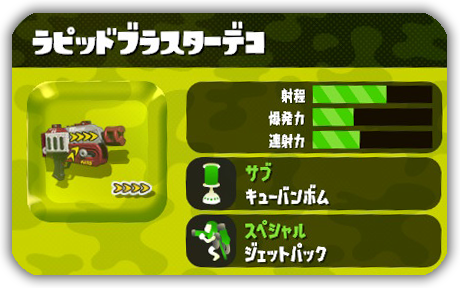 ラピッドブラスターデコ
射程
爆発力
連射力
サブ
キューバンボム
スペシャル
ジェットパック